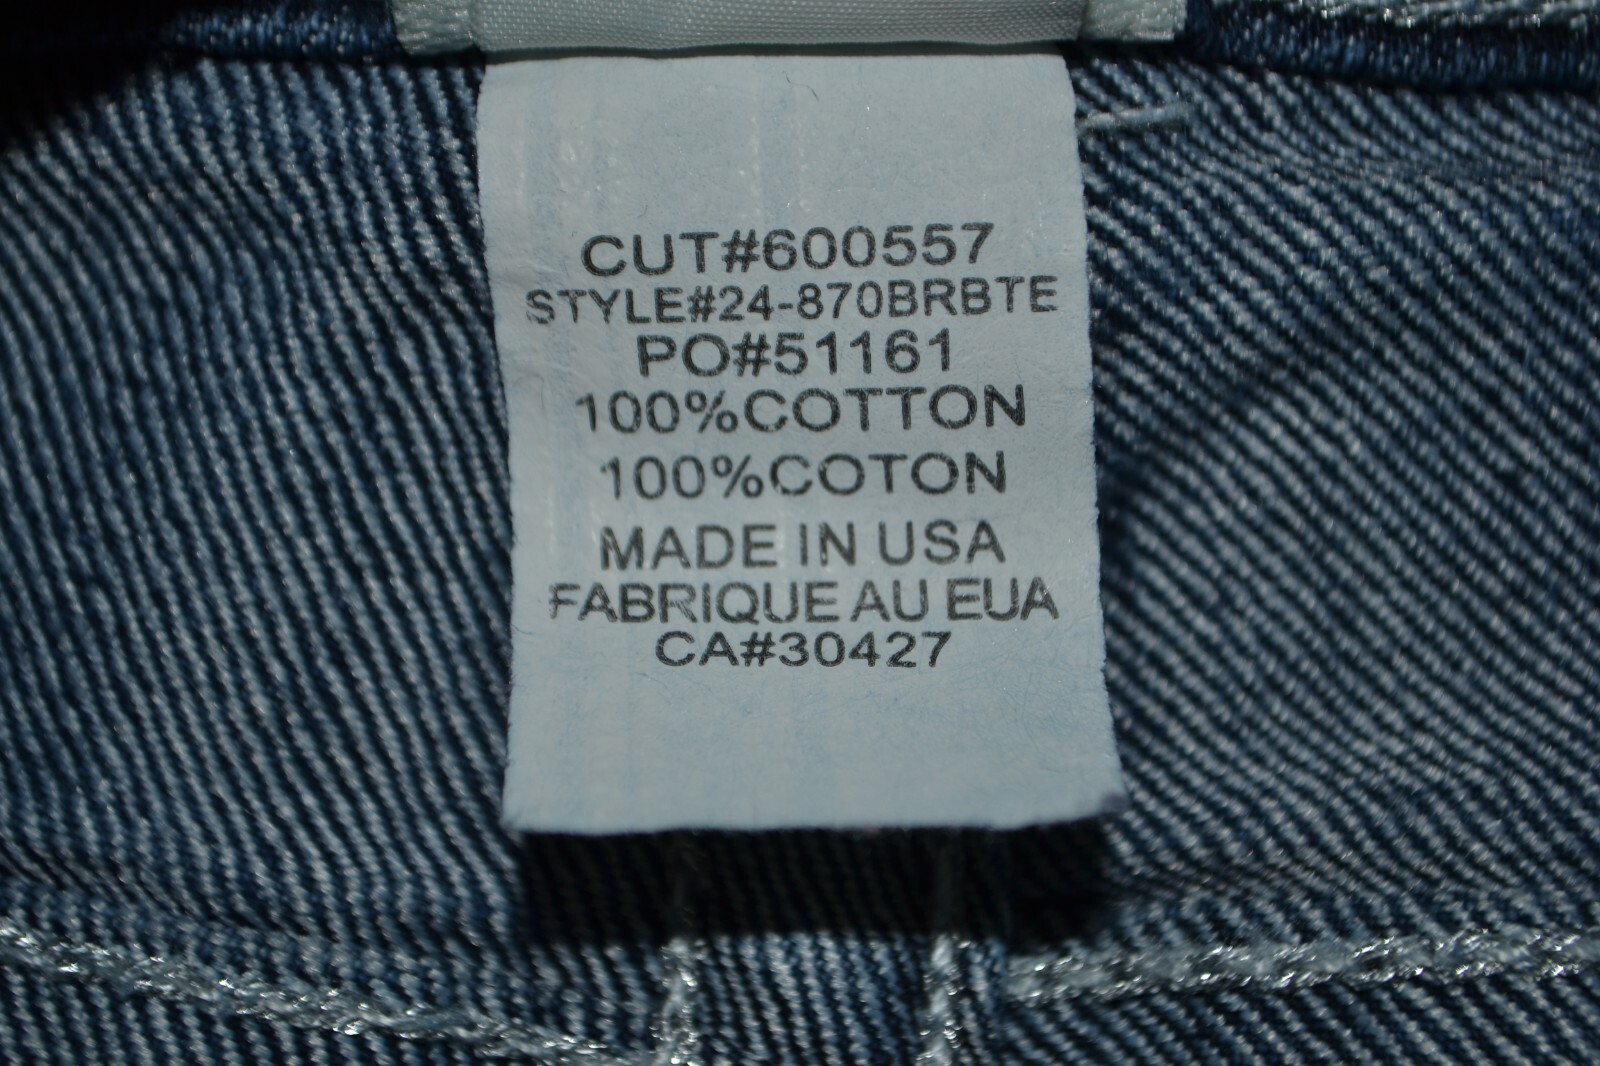 CUT#600557
STYLE#24-870BRBTE
PO#51161
100%COTTON
100%COTON
MADE IN USA
FABRIQUE AU EUA
CA#30427